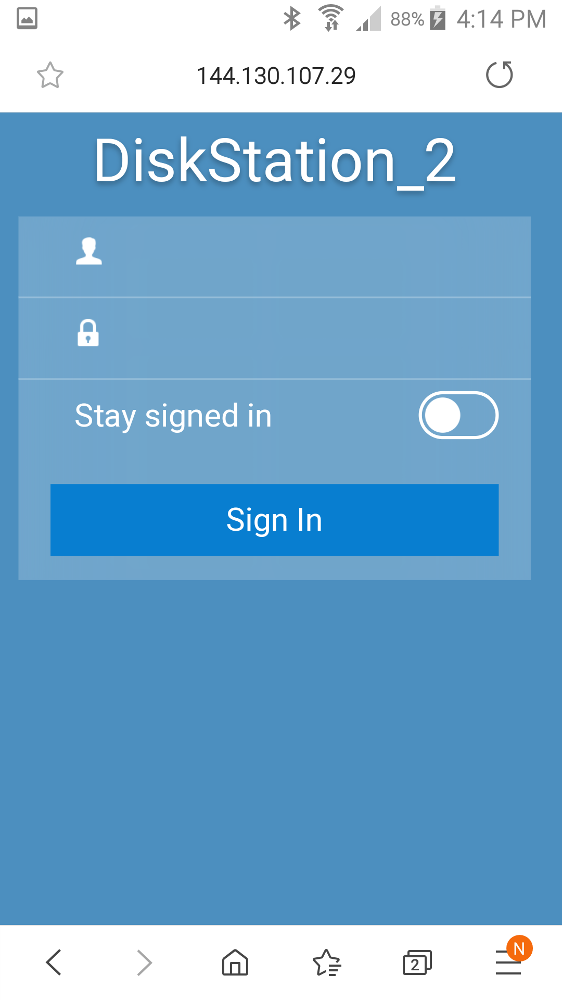 88% 4:14 PM
144.130.107.29
DiskStation_2
Stay signed in
Sign In
2
N